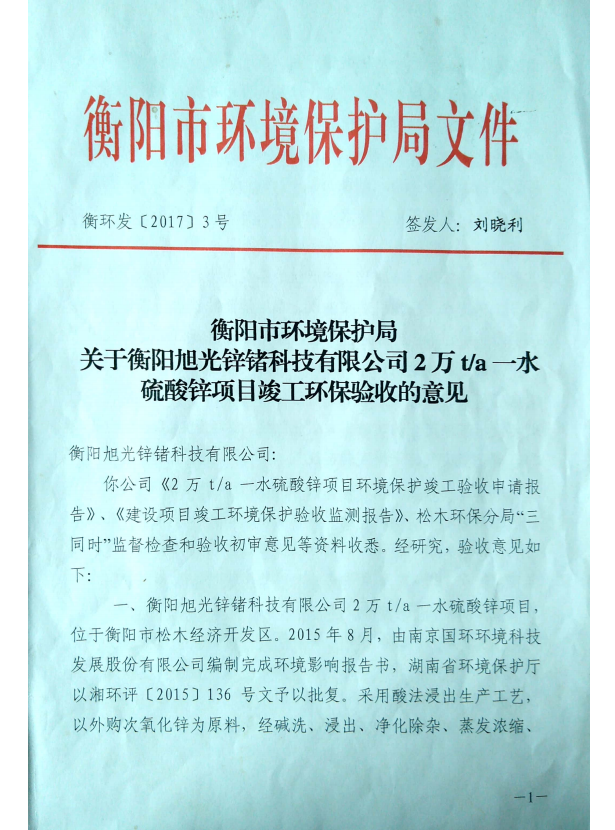 衡阳市环境保护局文件
衡环发〔2017〕3号 签发人：刘晓利
衡阳市环境保护局
关于衡阳旭光锌锗科技有限公司2万t/a一水
硫酸锌项目竣工环保验收的意见
衡阳旭光锌锗科技有限公司：
你公司《2万t/a一水硫酸锌项目环境保护竣工验收申请报
告》、《建设项目竣工环境保护验收监测报告》、松木环保分局“三
同时”监督检查和验收初审意见等资料收悉。经研究，验收意见如
下：
一、衡阳旭光锌锗科技有限公司2万t/a一水硫酸锌项目，
位于衡阳市松木经济开发区。2015年8月，由南京国环环境科技
发展股份有限公司编制完成环境影响报告书，湖南省环境保护厅
以湘环评〔2015〕136号文予以批复。采用酸法浸出生产工艺，
以外购次氧化锌为原料，经碱洗、浸出、净化除杂、蒸发浓缩、
—1—